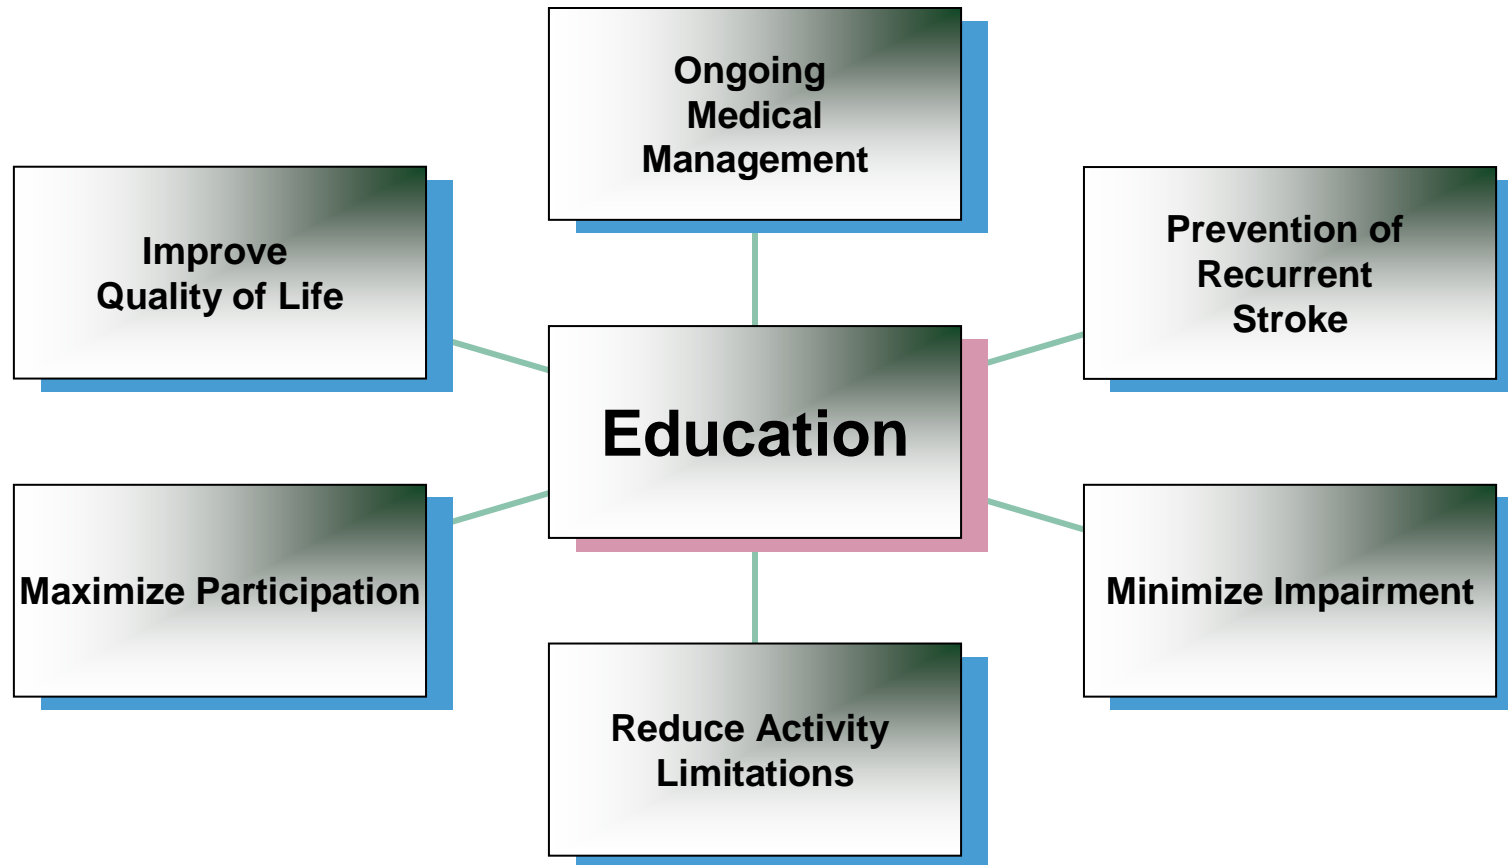 Ongoing
Medical
Management
Improve
Quality of Life
Prevention of
Recurrent
Stroke
Education
Maximize Participation
Minimize Impairment
Reduce Activity
Limitations